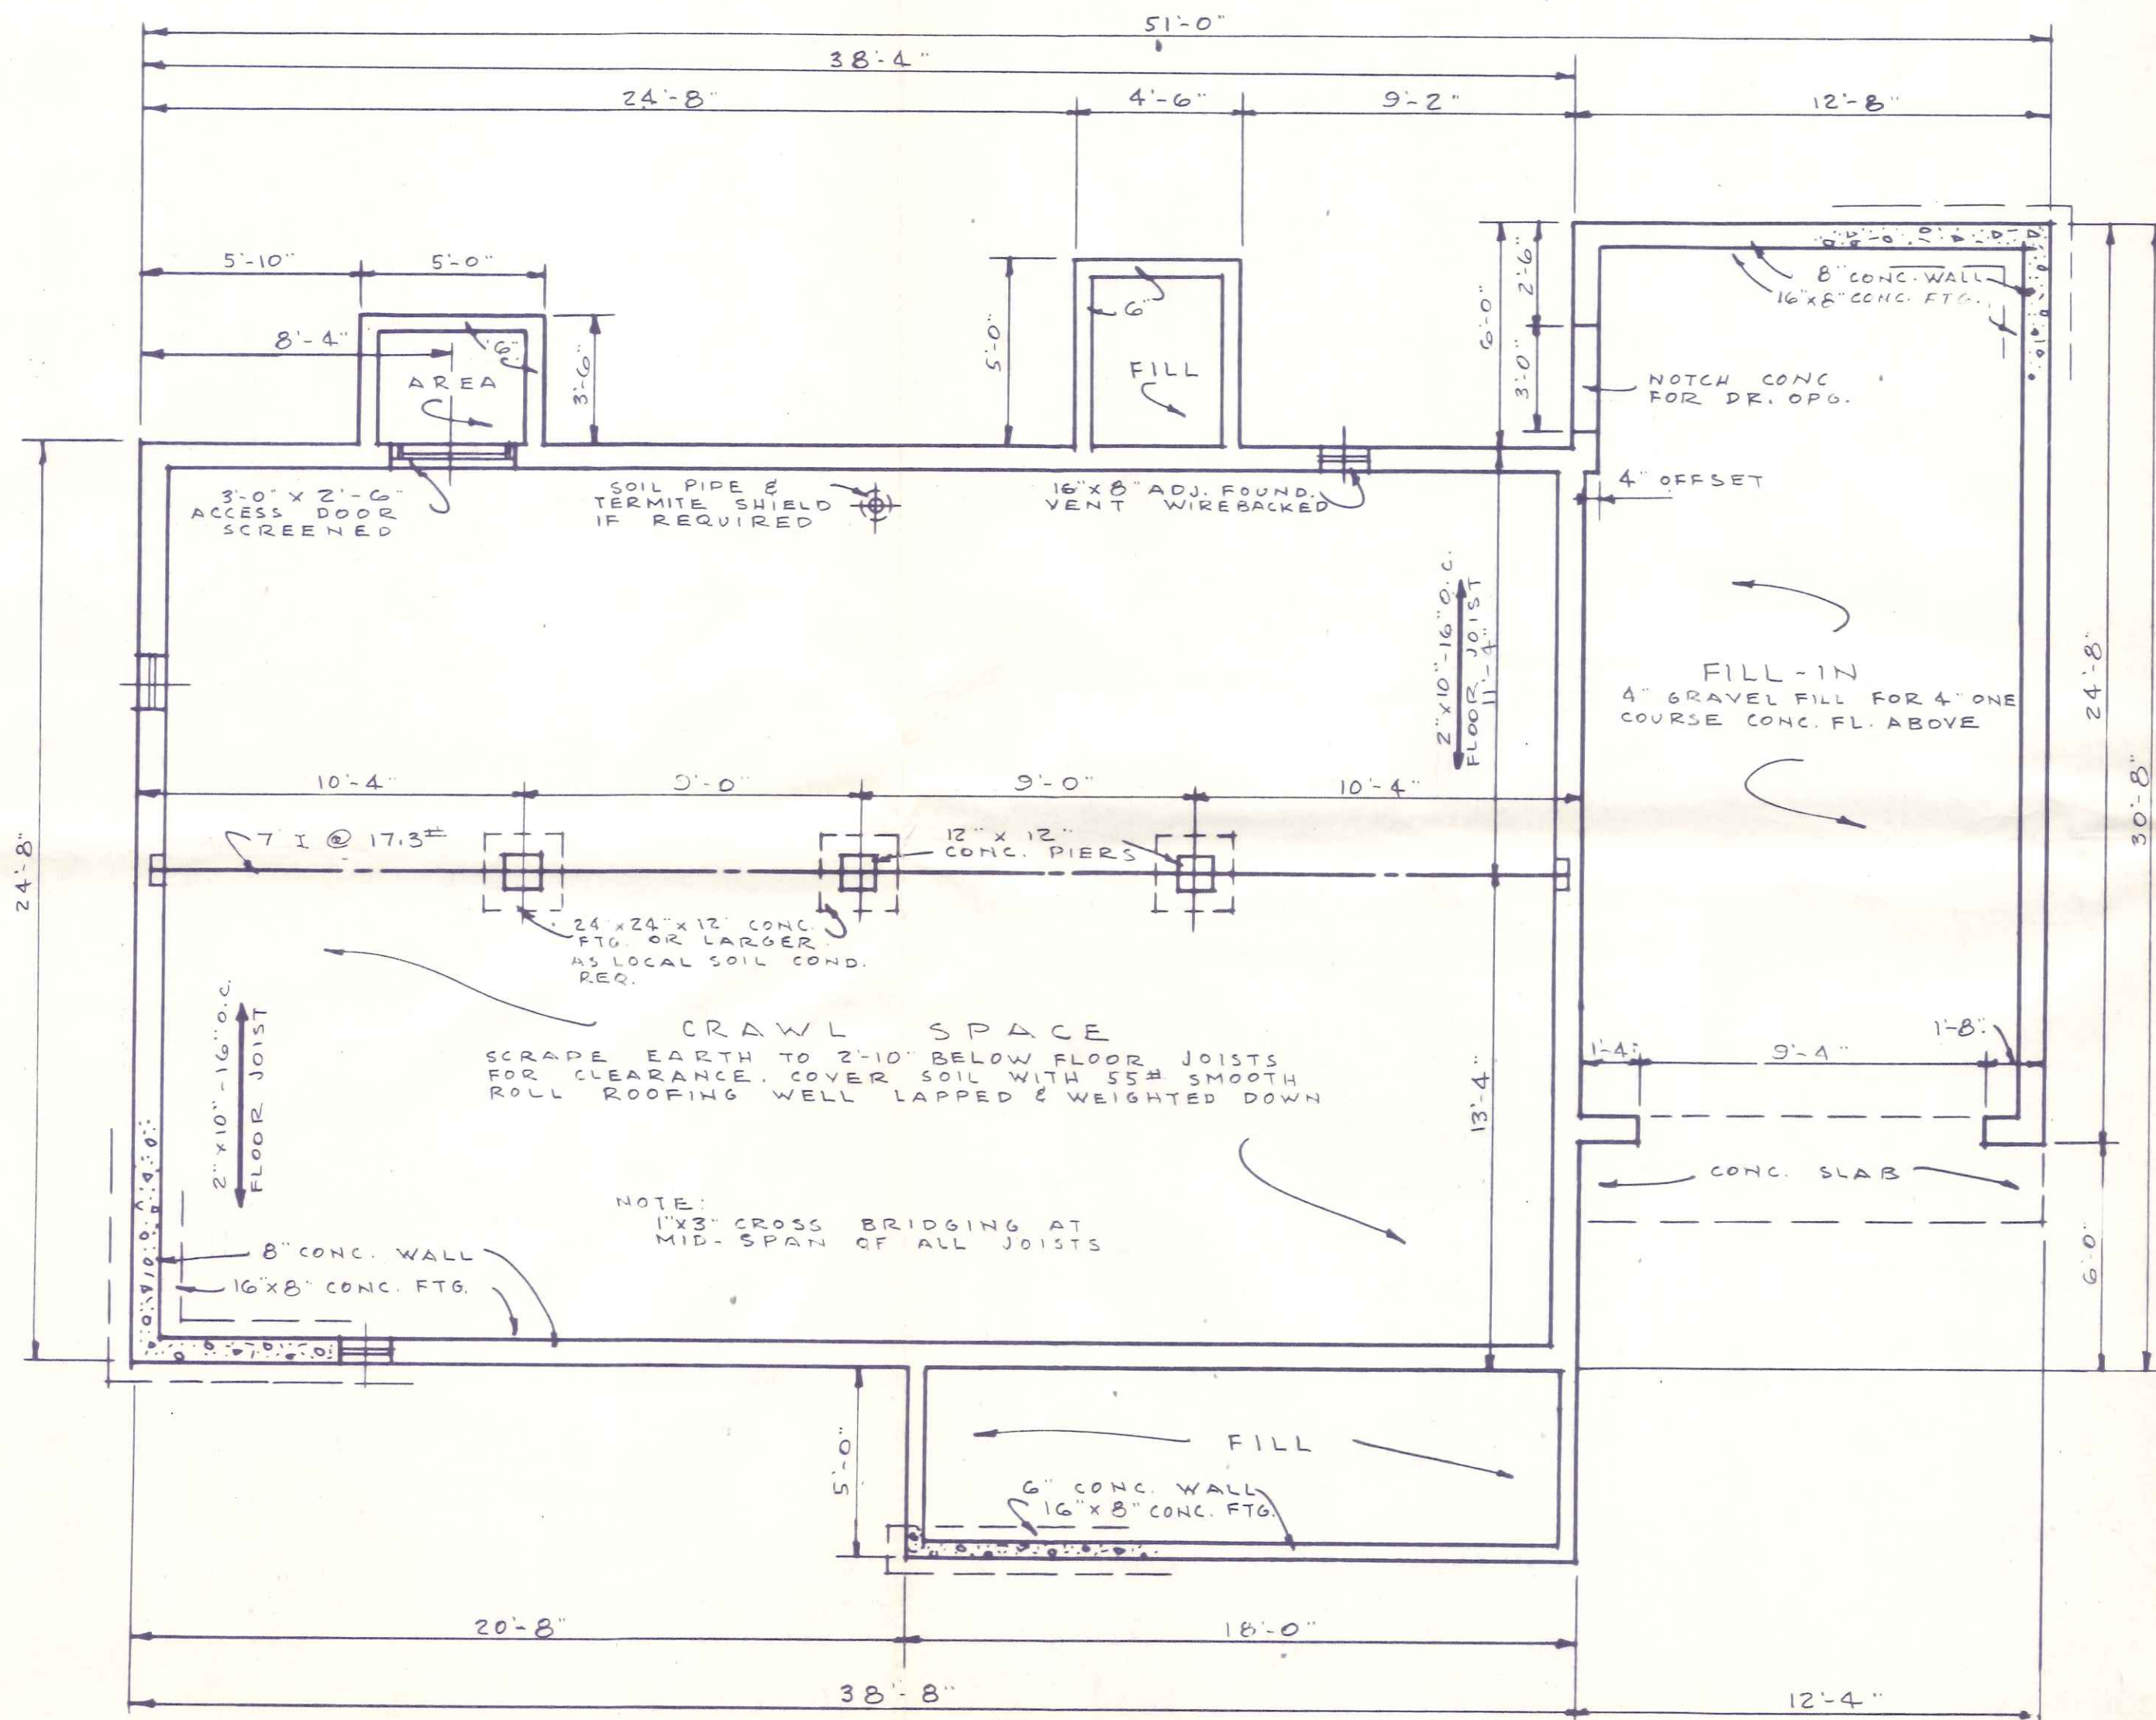 51'-0"
38'-4"
24'-8"
4'-6"
9'-2"
12'-8"
5'-10"
5'-0"
8'-4"
6"
AREA
3'-6"
5'-0"
6"
FILL
6'-0"
2'-6"
3'-0"
8" CONC. WALL
16"x8" CONC. FTG.
NOTCH CONC
FOR DR. OPG.
4" OFFSET
3'-0" x 2'-6"
ACCESS DOOR
SCREENED
SOIL PIPE &
TERMITE SHIELD
IF REQUIRED
16"x8" ADJ. FOUND.
VENT WIREBACKED
2"x10"-16" O.C.
FLOOR JOIST
11'-4"
FILL-IN
4" GRAVEL FILL FOR 4" ONE
COURSE CONC. FL. ABOVE
24'-8"
30'-8"
24'-8"
10'-4"
9'-0"
9'-0"
10'-4"
7" I @ 17.3#
12" x 12"
CONC. PIERS
24"x24"x12" CONC.
FTG. OR LARGER
AS LOCAL SOIL COND.
REQ.
2"x10"-16" O.C.
FLOOR JOIST
CRAWL SPACE
SCRAPE EARTH TO 2'-10" BELOW FLOOR JOISTS
FOR CLEARANCE. COVER SOIL WITH 55# SMOOTH
ROLL ROOFING WELL LAPPED & WEIGHTED DOWN
13'-4"
1'-4"
9'-4"
1'-8"
CONC. SLAB
6'-0"
NOTE:
1"x3" CROSS BRIDGING AT
MID-SPAN OF ALL JOISTS
8" CONC. WALL
16"x8" CONC. FTG.
5'-0"
FILL
6" CONC. WALL
16"x8" CONC. FTG.
20'-8"
18'-0"
38'-8"
12'-4"